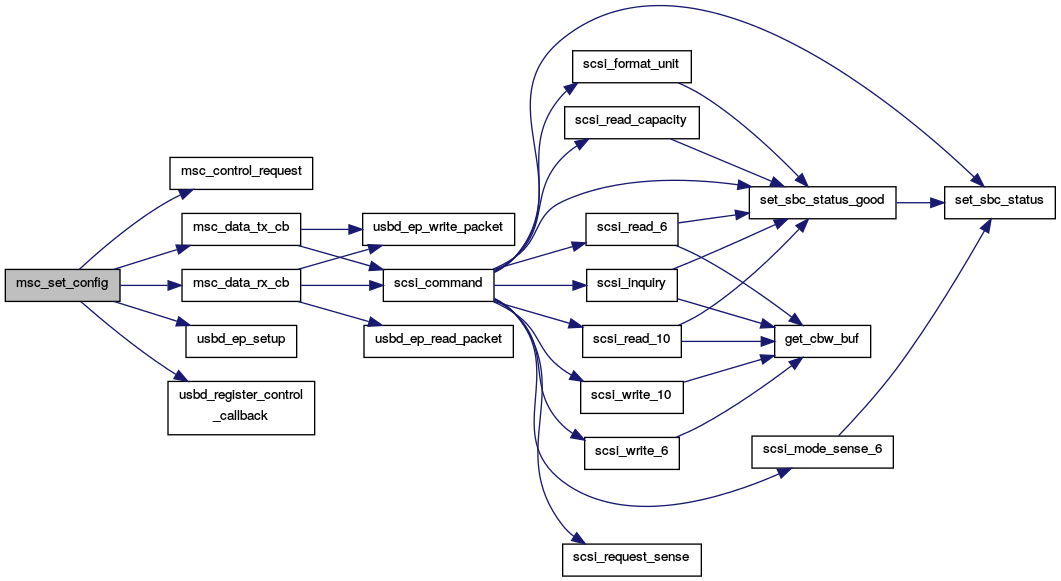 msc_set_config
msc_control_request
msc_data_tx_cb
msc_data_rx_cb
usbd_ep_setup
usbd_register_control
_callback
usbd_ep_write_packet
scsi_command
usbd_ep_read_packet
scsi_format_unit
scsi_read_capacity
scsi_read_6
scsi_inquiry
scsi_read_10
scsi_write_10
scsi_write_6
scsi_request_sense
set_sbc_status_good
get_cbw_buf
scsi_mode_sense_6
set_sbc_status